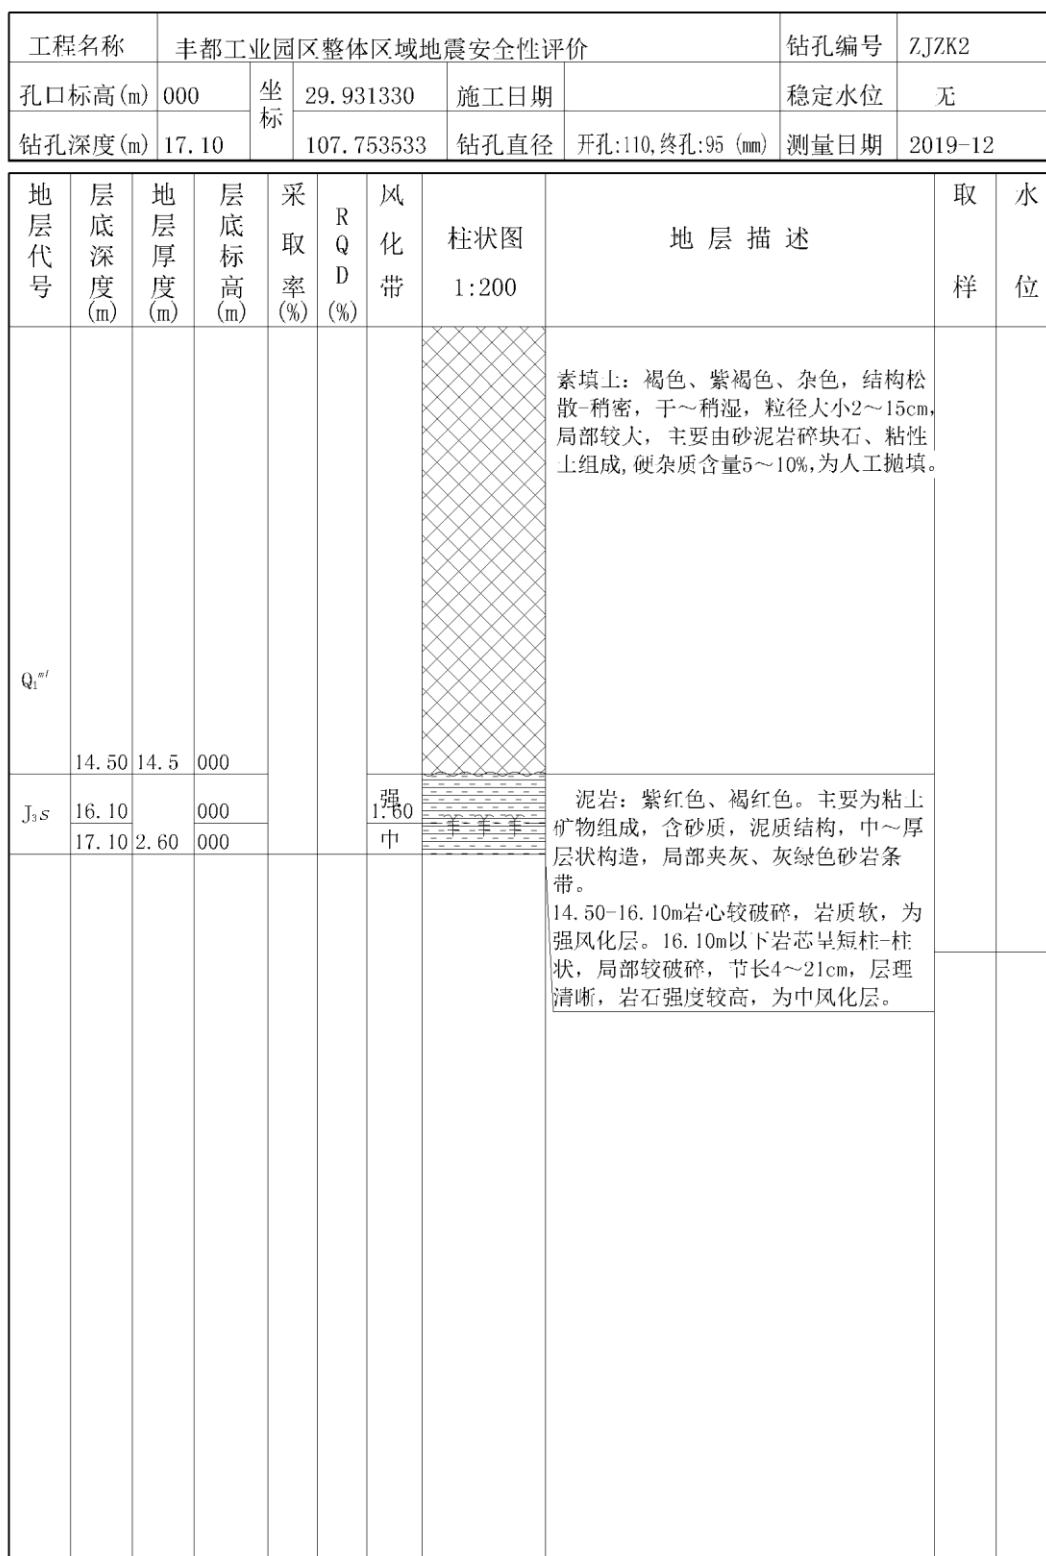 工程名称 丰都工业园区整体区域地震安全性评价 钻孔编号 ZJZK2
孔口标高(m) 000 坐标 29.931330 施工日期 稳定水位 无
钻孔深度(m) 17.10 107.753533 钻孔直径 开孔:110,终孔:95 (mm) 测量日期 2019-12
地层代号 层底深度(m) 地层厚度(m) 层底标高(m) 采取率(%) RQD(%) 风化带 柱状图 1:200 地层描述 取样 水位
素填土：褐色、紫褐色、杂色，结构松
散-稍密，干～稍湿，粒径大小2～15cm，
局部较大，主要由砂泥岩碎块石、粘性
土组成,硬杂质含量5～10%,为人工抛填。
Q₁ᵐˡ
14.50 14.5 000
J₃s 16.10 000 强 1.60
17.10 2.60 000 中
泥岩：紫红色、褐红色。主要为粘土
矿物组成，含砂质，泥质结构，中～厚
层状构造，局部夹灰、灰绿色砂岩条
带。
14.50-16.10m岩心较破碎，岩质软，为
强风化层。16.10m以下岩芯呈短柱-柱
状，局部较破碎，节长4～21cm，层理
清晰，岩石强度较高，为中风化层。